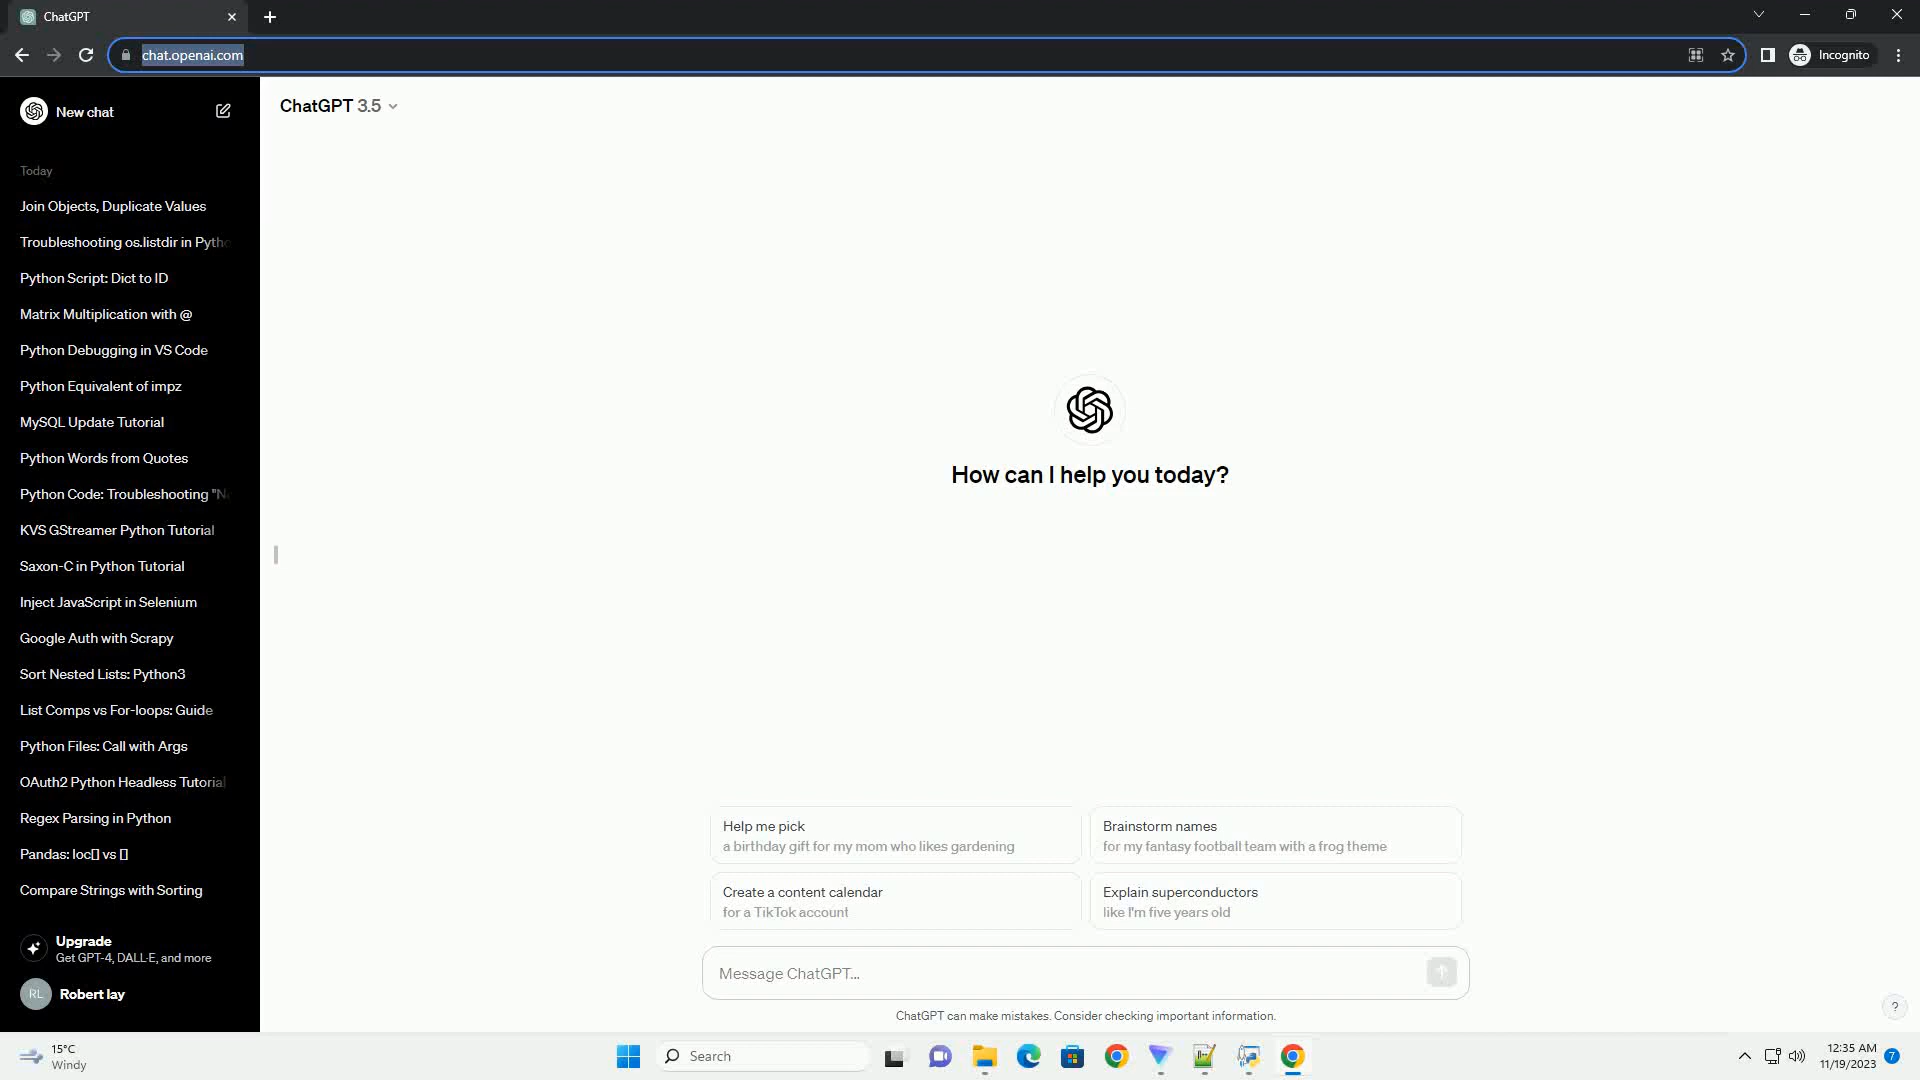 ChatGPT
chat.openai.com
Incognito
New chat
ChatGPT 3.5
Today
Join Objects, Duplicate Values
Troubleshooting os.listdir in Pytho
Python Script: Dict to ID
Matrix Multiplication with @
Python Debugging in VS Code
Python Equivalent of impz
MySQL Update Tutorial
Python Words from Quotes
Python Code: Troubleshooting "N
KVS GStreamer Python Tutorial
Saxon-C in Python Tutorial
Inject JavaScript in Selenium
Google Auth with Scrapy
Sort Nested Lists: Python3
List Comps vs For-loops: Guide
Python Files: Call with Args
OAuth2 Python Headless Tutorial
Regex Parsing in Python
Pandas: loc[] vs []
Compare Strings with Sorting
Upgrade
Get GPT-4, DALL·E, and more
RL
Robert lay
How can I help you today?
Help me pick
a birthday gift for my mom who likes gardening
Brainstorm names
for my fantasy football team with a frog theme
Create a content calendar
for a TikTok account
Explain superconductors
like I'm five years old
Message ChatGPT...
ChatGPT can make mistakes. Consider checking important information.
?
15°C
Windy
Search
12:35 AM
11/19/2023
7